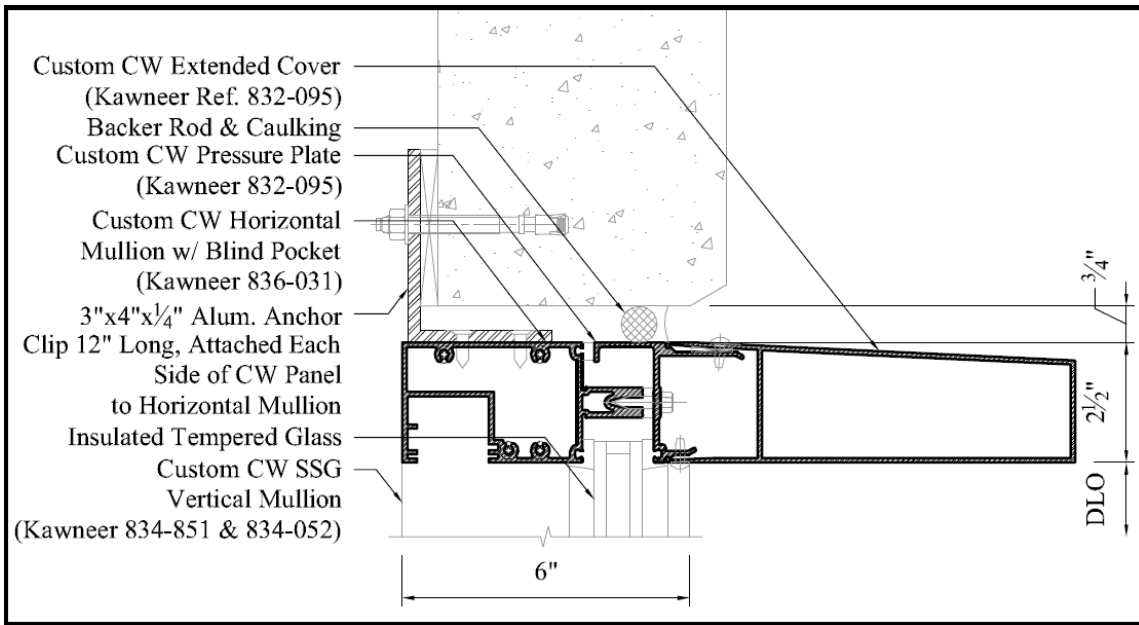 Custom CW Extended Cover
(Kawneer Ref. 832-095)
Backer Rod & Caulking
Custom CW Pressure Plate
(Kawneer 832-095)
Custom CW Horizontal
Mullion w/ Blind Pocket
(Kawneer 836-031)
3"x4"x1/4" Alum. Anchor
Clip 12" Long, Attached Each
Side of CW Panel
to Horizontal Mullion
Insulated Tempered Glass
Custom CW SSG
Vertical Mullion
(Kawneer 834-851 & 834-052)
3/4"
2 1/2"
DLO
6"